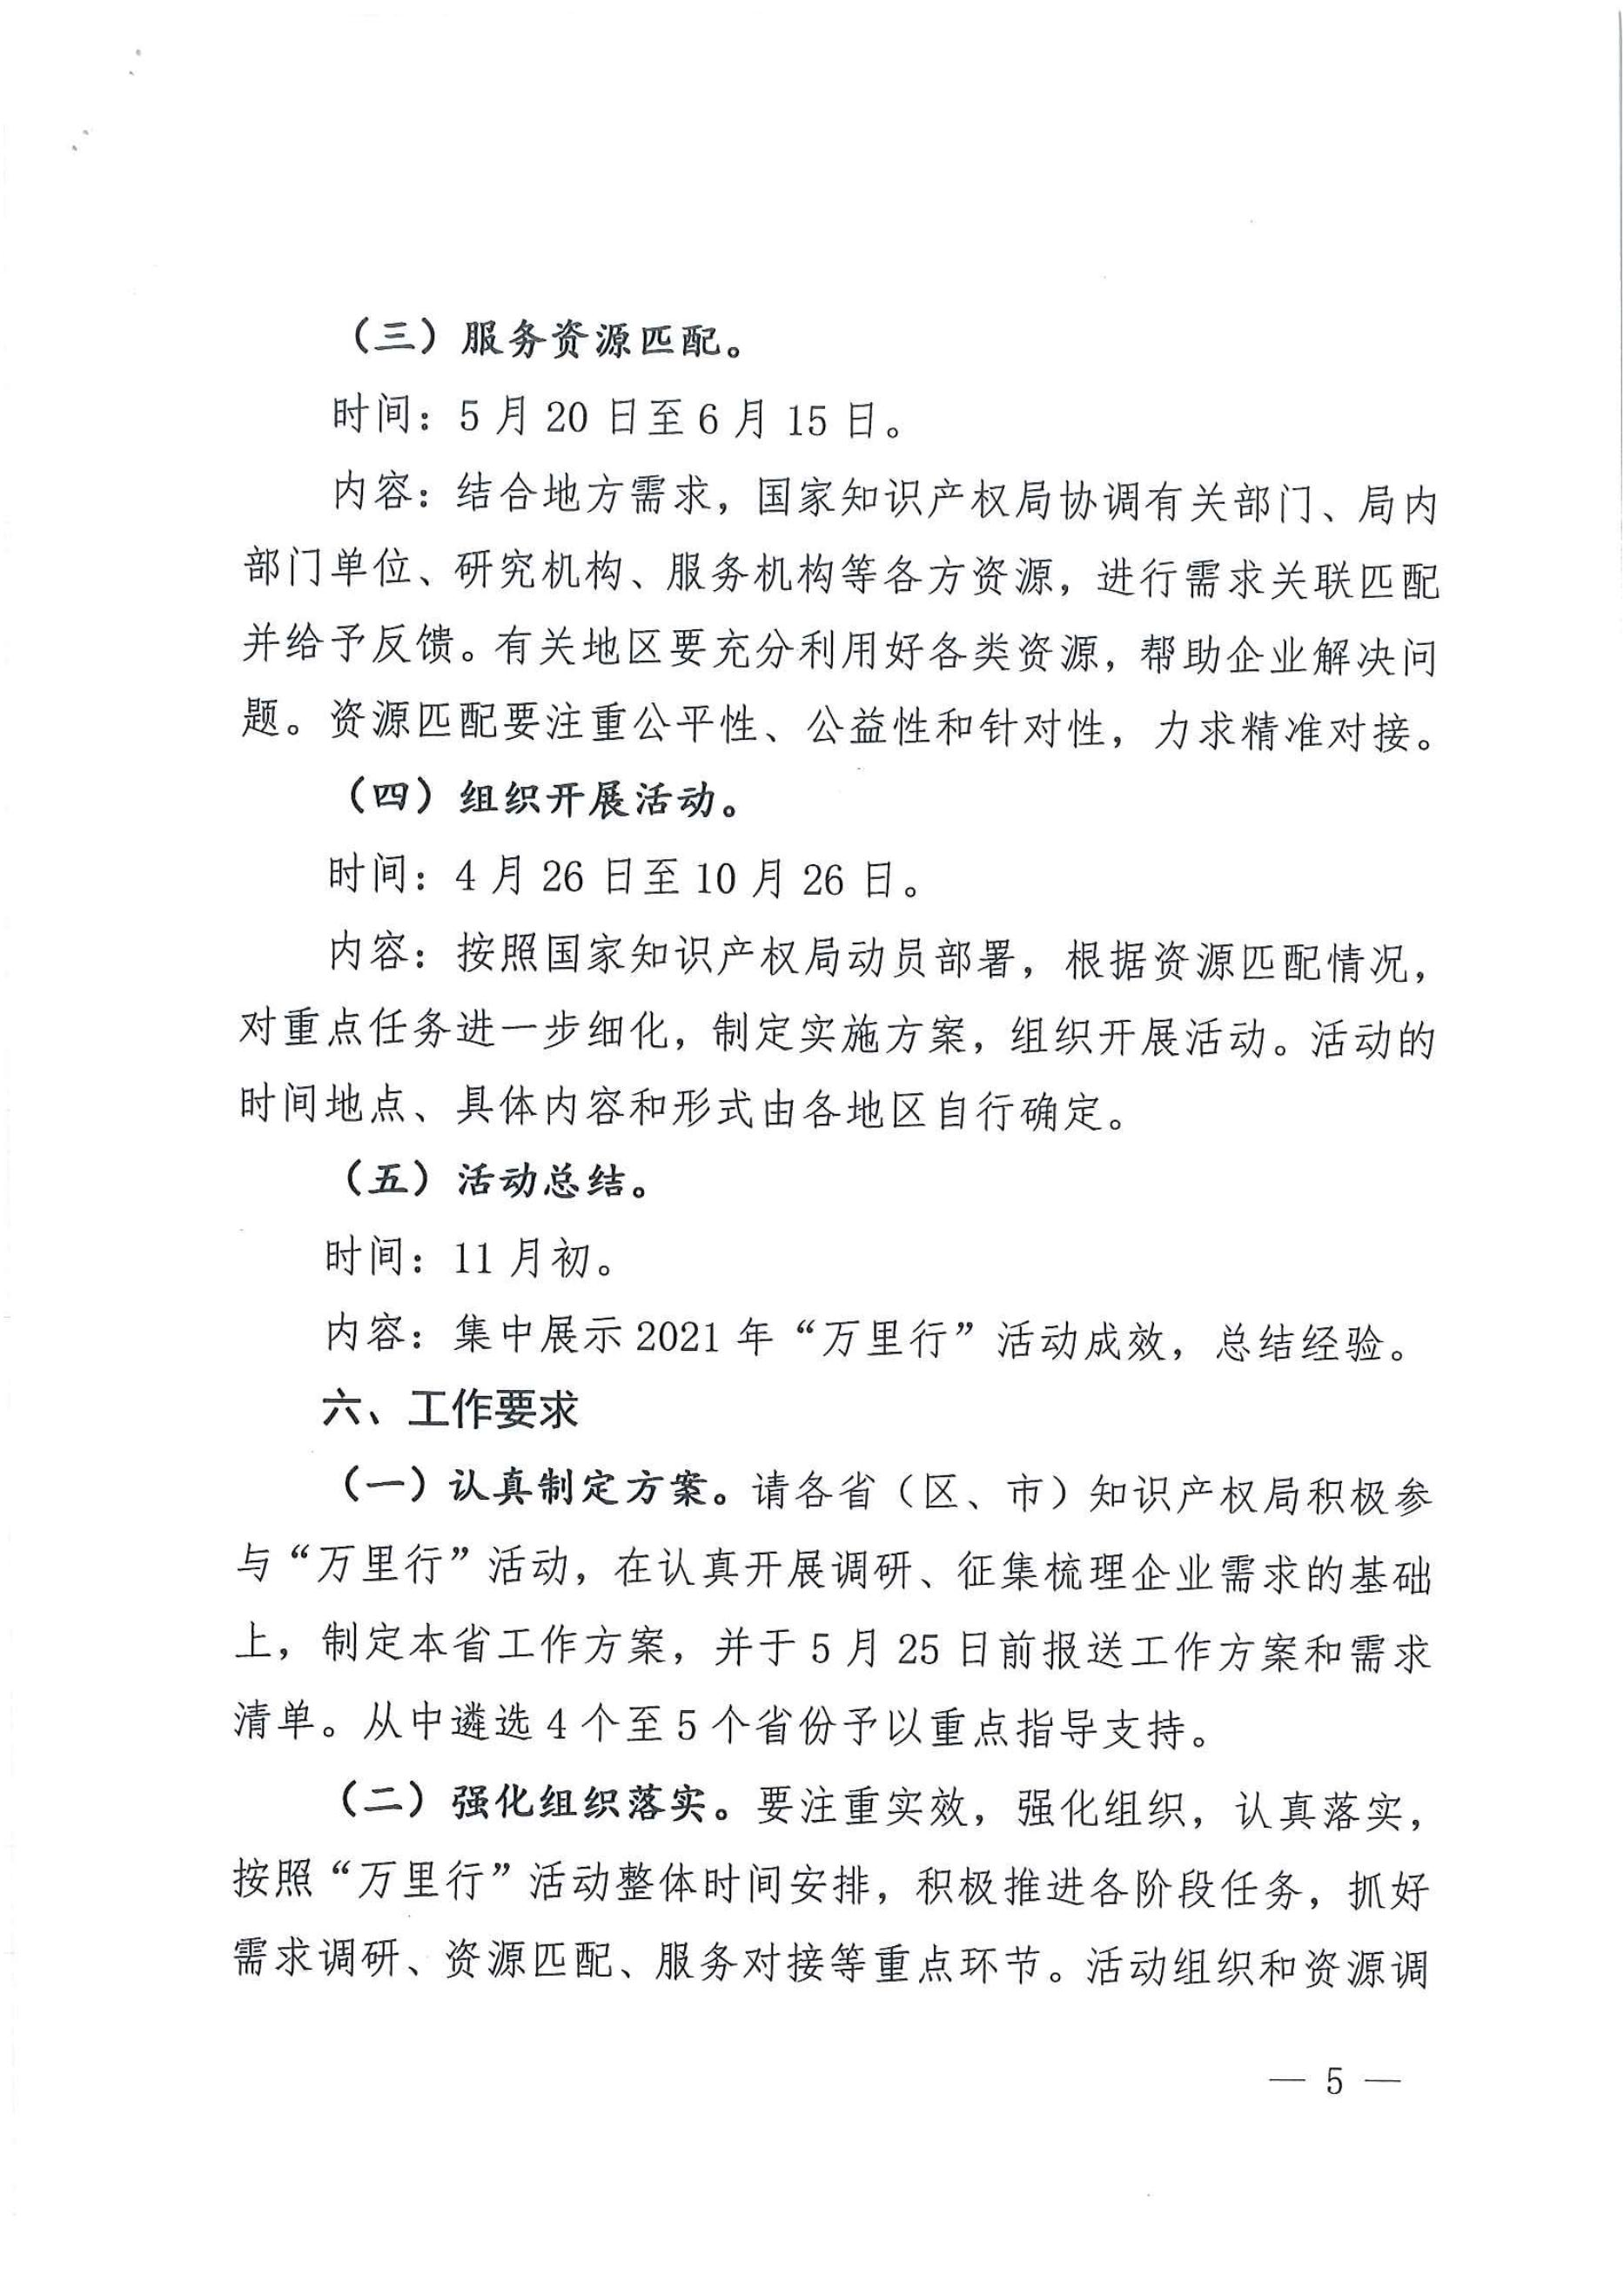 （三）服务资源匹配。
时间：5 月 20 日至 6 月 15 日。
内容：结合地方需求，国家知识产权局协调有关部门、局内
部门单位、研究机构、服务机构等各方资源，进行需求关联匹配
并给予反馈。有关地区要充分利用好各类资源，帮助企业解决问
题。资源匹配要注重公平性、公益性和针对性，力求精准对接。
（四）组织开展活动。
时间：4 月 26 日至 10 月 26 日。
内容：按照国家知识产权局动员部署，根据资源匹配情况，
对重点任务进一步细化，制定实施方案，组织开展活动。活动的
时间地点、具体内容和形式由各地区自行确定。
（五）活动总结。
时间：11 月初。
内容：集中展示 2021 年“万里行”活动成效，总结经验。
六、工作要求
（一）认真制定方案。请各省（区、市）知识产权局积极参
与“万里行”活动，在认真开展调研、征集梳理企业需求的基础
上，制定本省工作方案，并于 5 月 25 日前报送工作方案和需求
清单。从中遴选 4 个至 5 个省份予以重点指导支持。
（二）强化组织落实。要注重实效，强化组织，认真落实，
按照“万里行”活动整体时间安排，积极推进各阶段任务，抓好
需求调研、资源匹配、服务对接等重点环节。活动组织和资源调
— 5 —